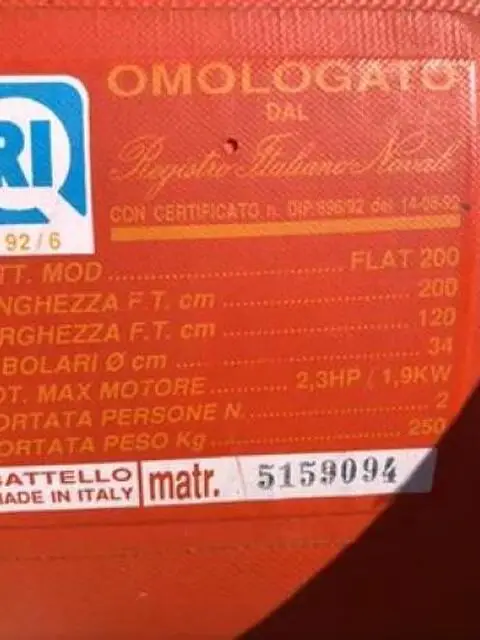 OMOLOGATO
DAL
Registro Italiano Navale
RI
92/6
CON CERTIFICATO n. DIP/896/92 del 14-08-92
TT. MOD FLAT 200
NGHEZZA F.T. cm 200
ARGHEZZA F.T. cm 120
BOLARI Ø cm 34
OT. MAX MOTORE 2,3HP / 1,9KW
ORTATA PERSONE N. 2
ORTATA PESO Kg 250
BATTELLO
MADE IN ITALY
matr. 5159094